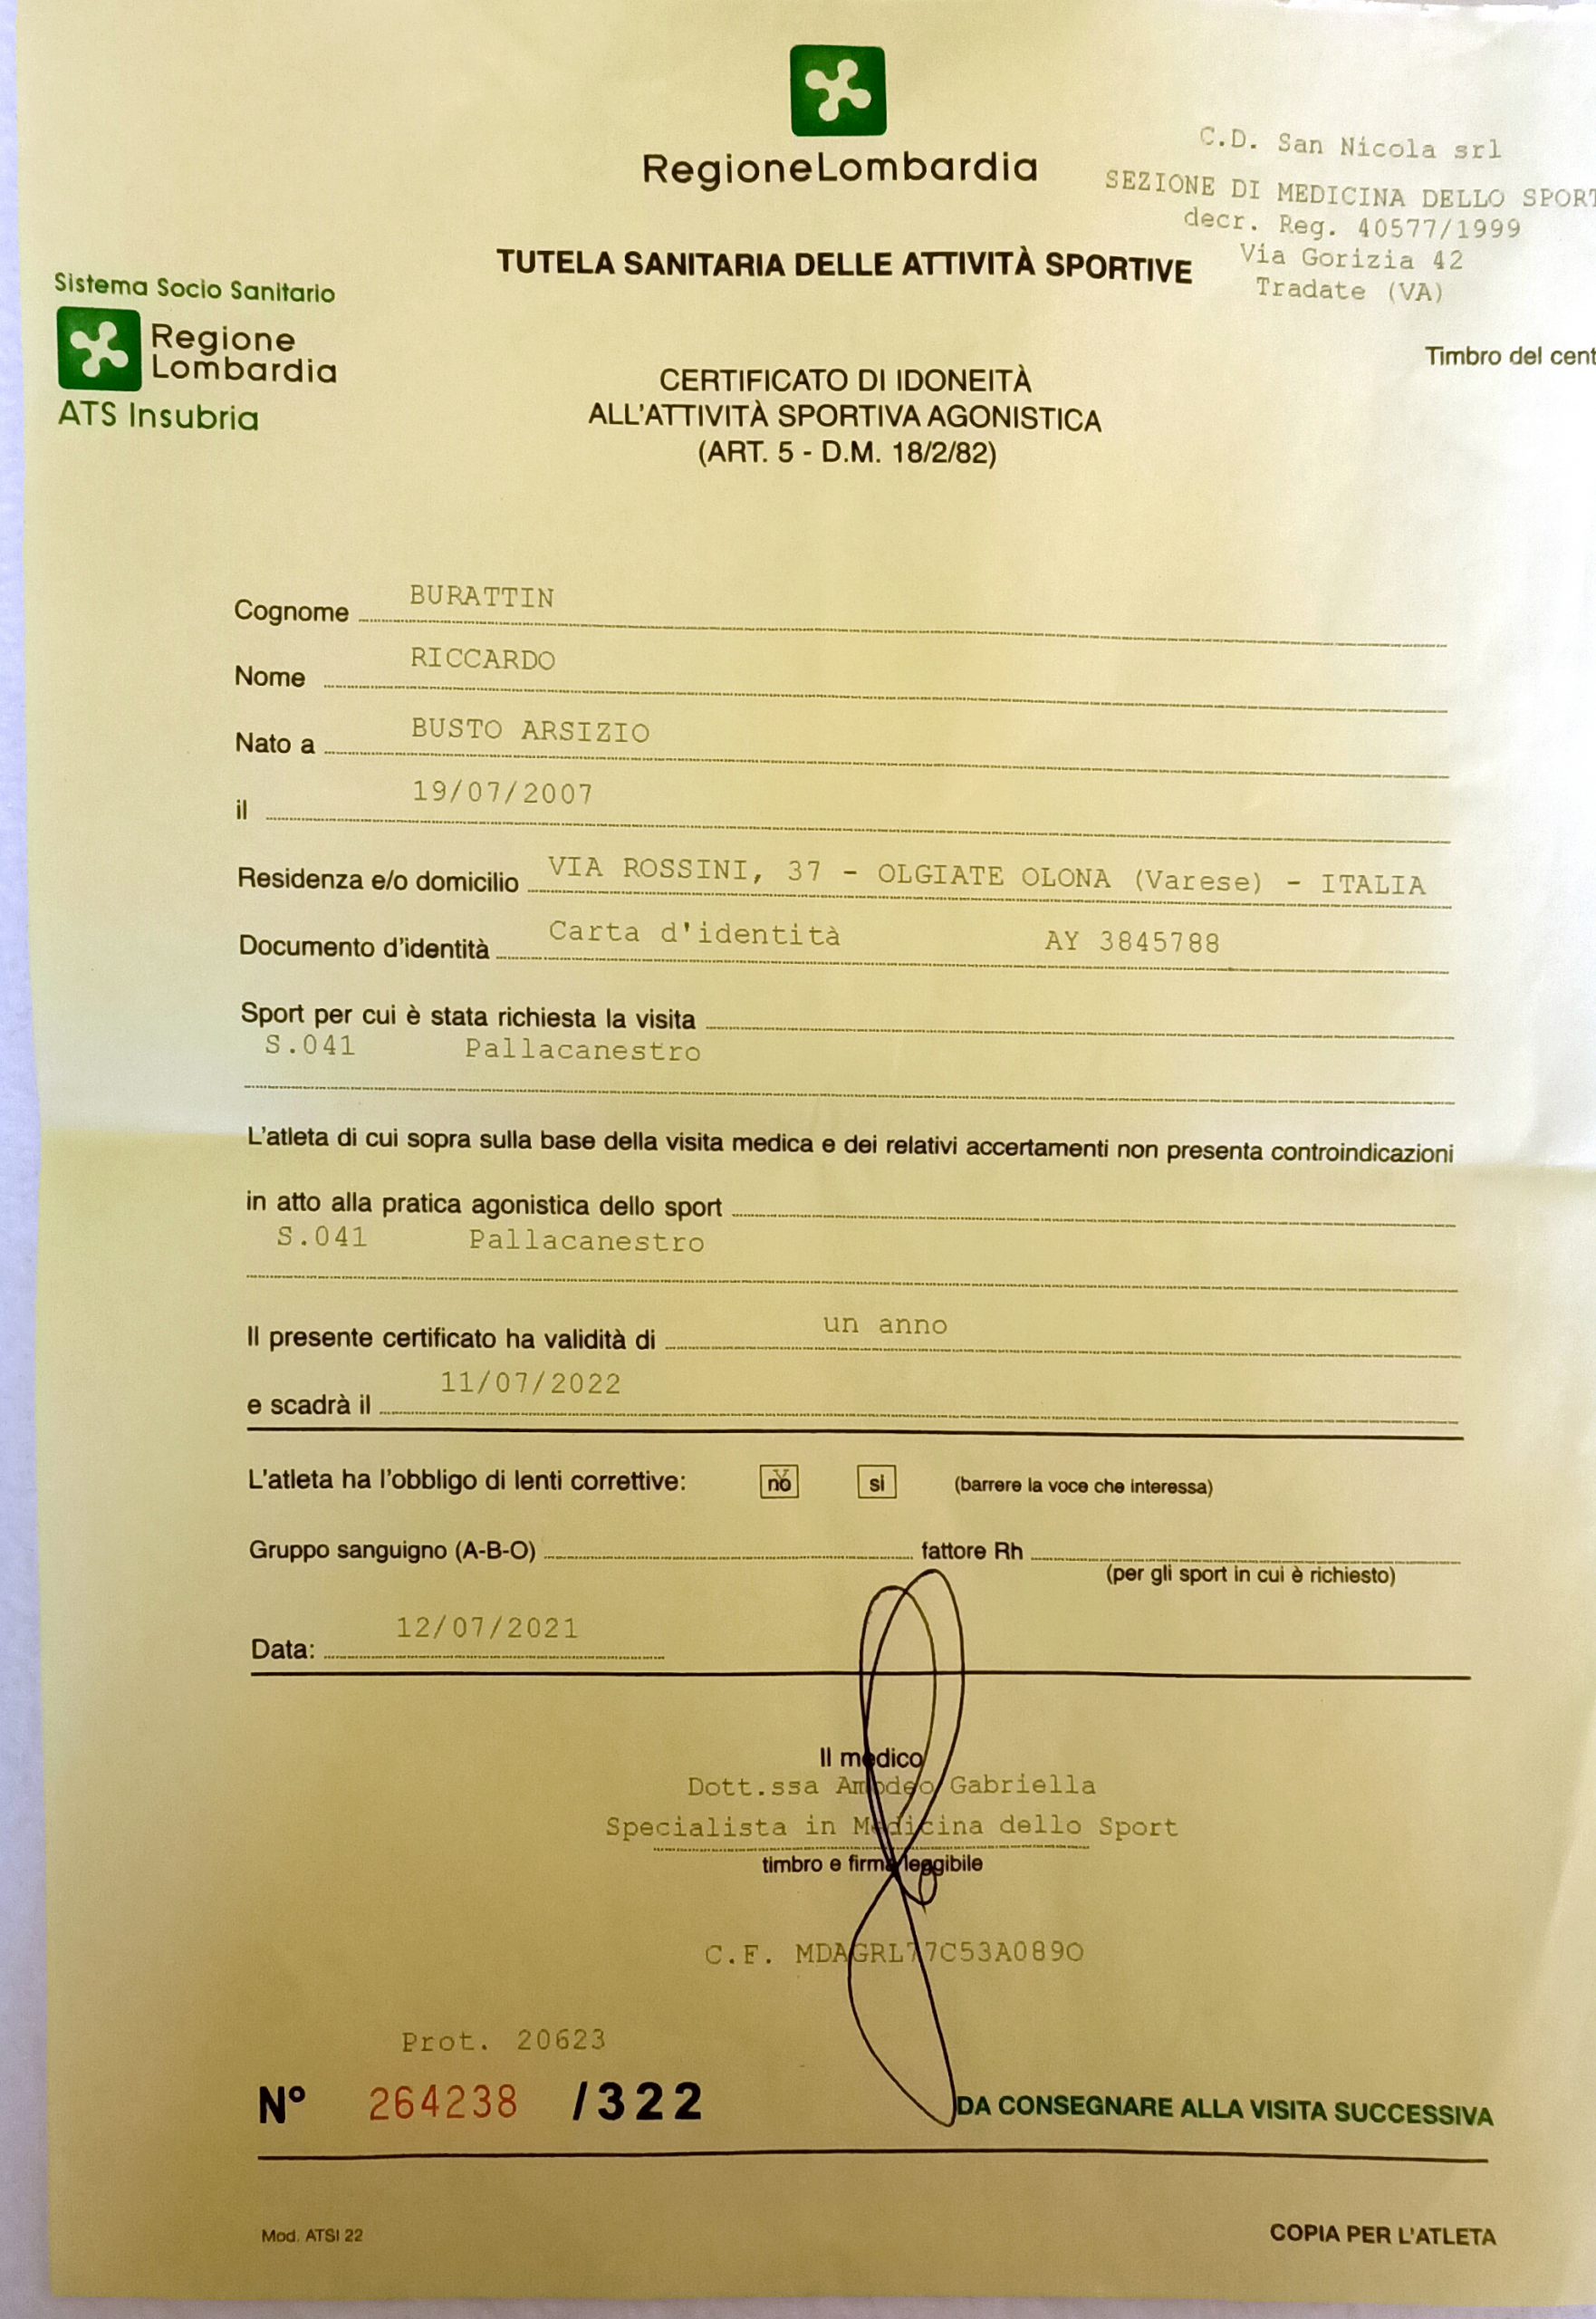 RegioneLombardia
C.D. San Nicola srl
SEZIONE DI MEDICINA DELLO SPORT
decr. Reg. 40577/1999
Via Gorizia 42
Tradate (VA)
TUTELA SANITARIA DELLE ATTIVITÀ SPORTIVE
Sistema Socio Sanitario
Regione
Lombardia
ATS Insubria
Timbro del cent
CERTIFICATO DI IDONEITÀ
ALL'ATTIVITÀ SPORTIVA AGONISTICA
(ART. 5 - D.M. 18/2/82)
Cognome BURATTIN
Nome RICCARDO
Nato a BUSTO ARSIZIO
il 19/07/2007
Residenza e/o domicilio VIA ROSSINI, 37 - OLGIATE OLONA (Varese) - ITALIA
Documento d'identità Carta d'identità AY 3845788
Sport per cui è stata richiesta la visita
S.041 Pallacanestro
L'atleta di cui sopra sulla base della visita medica e dei relativi accertamenti non presenta controindicazioni
in atto alla pratica agonistica dello sport
S.041 Pallacanestro
Il presente certificato ha validità di un anno
e scadrà il 11/07/2022
L'atleta ha l'obbligo di lenti correttive: no si (barrere la voce che interessa)
Gruppo sanguigno (A-B-O) fattore Rh
(per gli sport in cui è richiesto)
Data: 12/07/2021
Il medico
Dott.ssa Amodeo Gabriella
Specialista in Medicina dello Sport
timbro e firma leggibile
C.F. MDAGRL77C53A089O
Prot. 20623
N° 264238 /322
DA CONSEGNARE ALLA VISITA SUCCESSIVA
Mod. ATSI 22
COPIA PER L'ATLETA